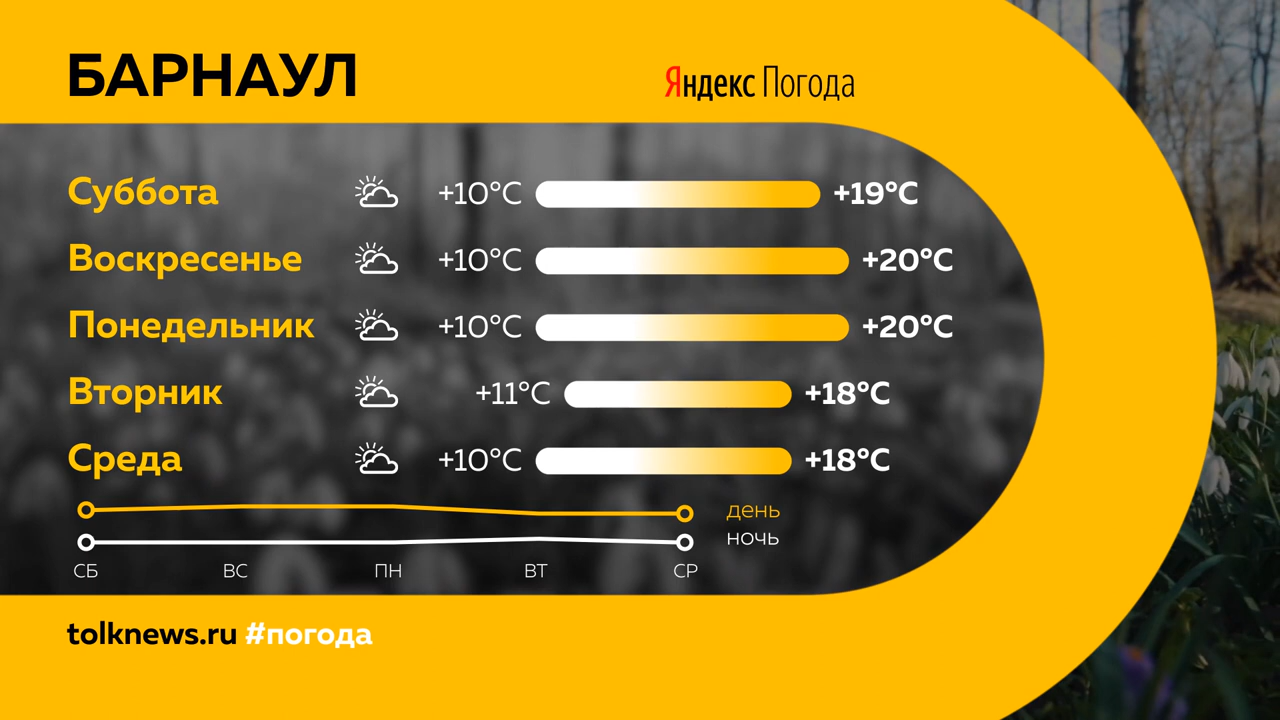 БАРНАУЛ
Яндекс Погода
Суббота +10°C +19°C
Воскресенье +10°C +20°C
Понедельник +10°C +20°C
Вторник +11°C +18°C
Среда +10°C +18°C
день
ночь
СБ ВС ПН ВТ СР
tolknews.ru #погода